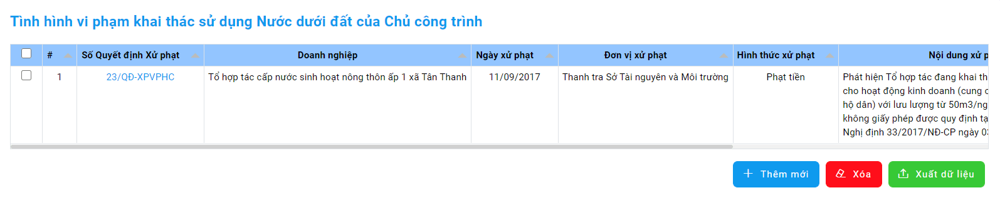 Tình hình vi phạm khai thác sử dụng Nước dưới đất của Chủ công trình
# Số Quyết định Xử phạt Doanh nghiệp Ngày xử phạt Đơn vị xử phạt Hình thức xử phạt Nội dung xử
1 23/QĐ-XPVPHC Tổ hợp tác cấp nước sinh hoạt nông thôn ấp 1 xã Tân Thanh 11/09/2017 Thanh tra Sở Tài nguyên và Môi trường Phạt tiền Phát hiện Tổ hợp tác đang khai
cho hoạt động kinh doanh (cung
hộ dân) với lưu lượng từ 50m3/ng
không giấy phép được quy định
Nghị định 33/2017/NĐ-CP ngày
Thêm mới Xóa Xuất dữ liệu